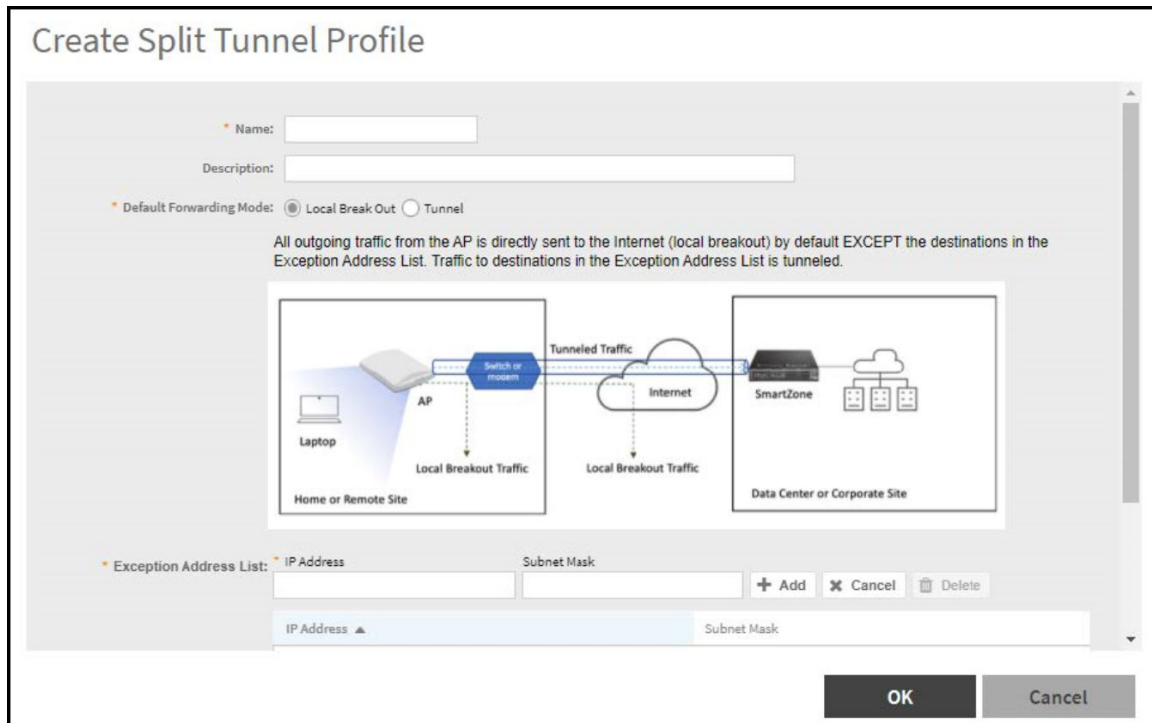 Create Split Tunnel Profile
* Name:
Description:
* Default Forwarding Mode: Local Break Out Tunnel
All outgoing traffic from the AP is directly sent to the Internet (local breakout) by default EXCEPT the destinations in the
Exception Address List. Traffic to destinations in the Exception Address List is tunneled.
Tunneled Traffic
Switch or
modem
Internet
SmartZone
AP
Laptop
Local Breakout Traffic
Local Breakout Traffic
Home or Remote Site
Data Center or Corporate Site
* Exception Address List: * IP Address Subnet Mask
+ Add Cancel Delete
IP Address Subnet Mask
OK Cancel